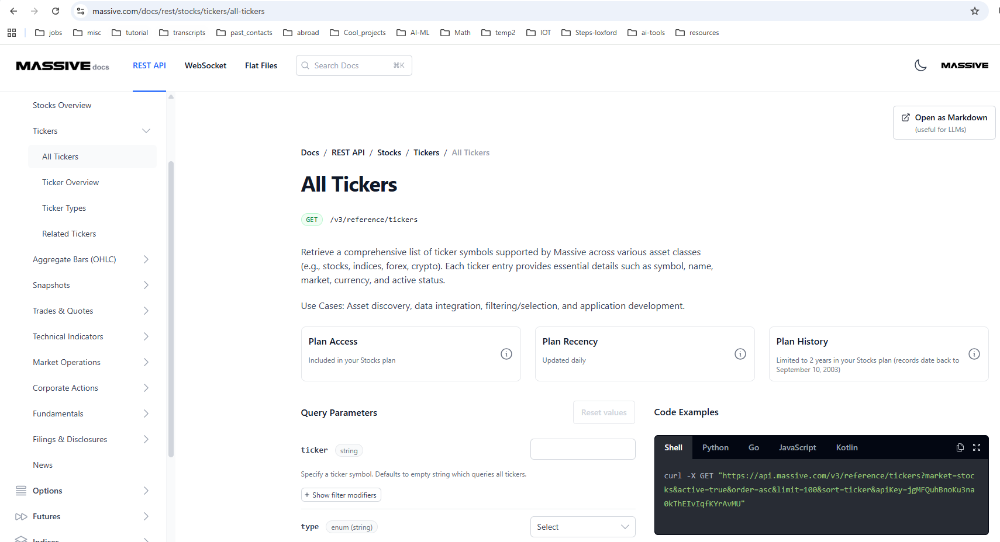 massive.com/docs/rest/stocks/tickers/all-tickers
jobs misc tutorial transcripts past_contacts abroad Cool_projects AI-ML Math temp2 IOT Steps-loxford ai-tools resources
MASSIVE docs REST API WebSocket Flat Files Search Docs ⌘K MASSIVE
Stocks Overview
Tickers
All Tickers
Ticker Overview
Ticker Types
Related Tickers
Aggregate Bars (OHLC)
Snapshots
Trades & Quotes
Technical Indicators
Market Operations
Corporate Actions
Fundamentals
Filings & Disclosures
News
Options
Futures
Indices
Open as Markdown
(useful for LLMs)
Docs / REST API / Stocks / Tickers / All Tickers
All Tickers
GET /v3/reference/tickers
Retrieve a comprehensive list of ticker symbols supported by Massive across various asset classes
(e.g., stocks, indices, forex, crypto). Each ticker entry provides essential details such as symbol, name,
market, currency, and active status.
Use Cases: Asset discovery, data integration, filtering/selection, and application development.
Plan Access
Included in your Stocks plan
Plan Recency
Updated daily
Plan History
Limited to 2 years in your Stocks plan (records date back to
September 10, 2003)
Query Parameters
Reset values
ticker string
Specify a ticker symbol. Defaults to empty string which queries all tickers.
+ Show filter modifiers
type enum (string) Select
Code Examples
Shell Python Go JavaScript Kotlin
curl -X GET "https://api.massive.com/v3/reference/tickers?market=stoc
ks&active=true&order=asc&limit=100&sort=ticker&apiKey=jgMFQuhBnoKu3na
0kThEIvIqfKYrAvMU"